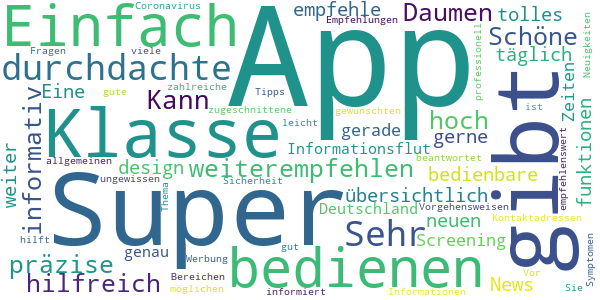 Coronavirus
empfehle
Daumen
tolles
Einfach
App
Empfehlungen
Schöne
Neuigkeiten
Fragen
viele
durchdachte
professionell
täglich
zahlreiche
Tipps
gute
Eine
Kann
zugeschnittene
gewünschten
hoch
Zeiten
gibt
informativ
Klasse
leicht
gerade
gerne
ist
funktionen
Informationsflut
Weiter
allgemeinen
design
weiterempfehlen
beantwortet
empfehlenswert
bedienbare
ungewissen
Sicherheit
Thema
Super
übersichtlich
Deutschland
Vorgehensweisen
neuen
Kontaktadressen
hilft
genau
Werbung
gut
bedienen
Sehr
Screening
Symptomen
präzise
Bereichen
Vor
hilfreich
möglichen
informiert
Informationen
News
Sie